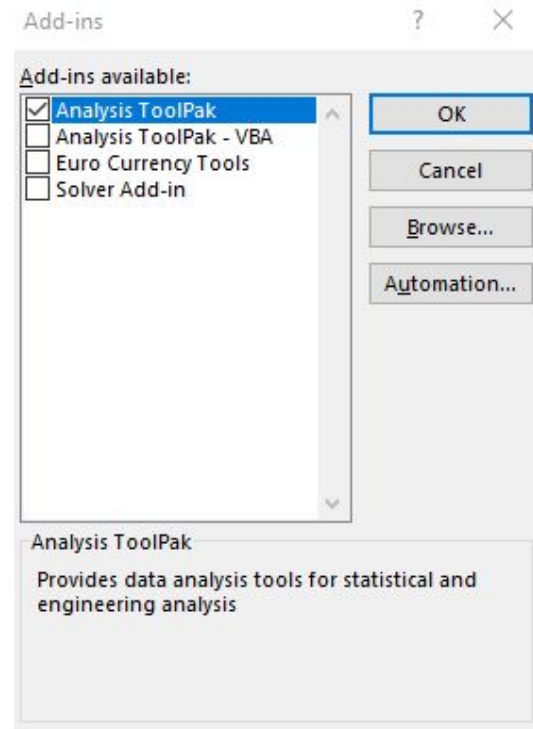 Add-ins ? ×
Add-ins available:
Analysis ToolPak
Analysis ToolPak - VBA
Euro Currency Tools
Solver Add-in
OK
Cancel
Browse...
Automation...
Analysis ToolPak
Provides data analysis tools for statistical and
engineering analysis